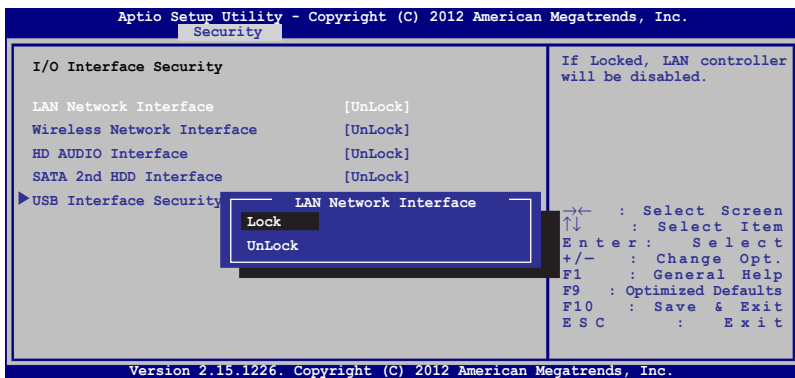 Aptio Setup Utility - Copyright (C) 2012 American Megatrends, Inc.
Security
I/O Interface Security
LAN Network Interface [UnLock]
Wireless Network Interface [UnLock]
HD AUDIO Interface [UnLock]
SATA 2nd HDD Interface [UnLock]
USB Interface Security
LAN Network Interface
Lock
UnLock
If Locked, LAN controller
will be disabled.
→← : Select Screen
↑↓ : Select Item
Enter: Select
+/— : Change Opt.
F1 : General Help
F9 : Optimized Defaults
F10 : Save & Exit
ESC : Exit
Version 2.15.1226. Copyright (C) 2012 American Megatrends, Inc.